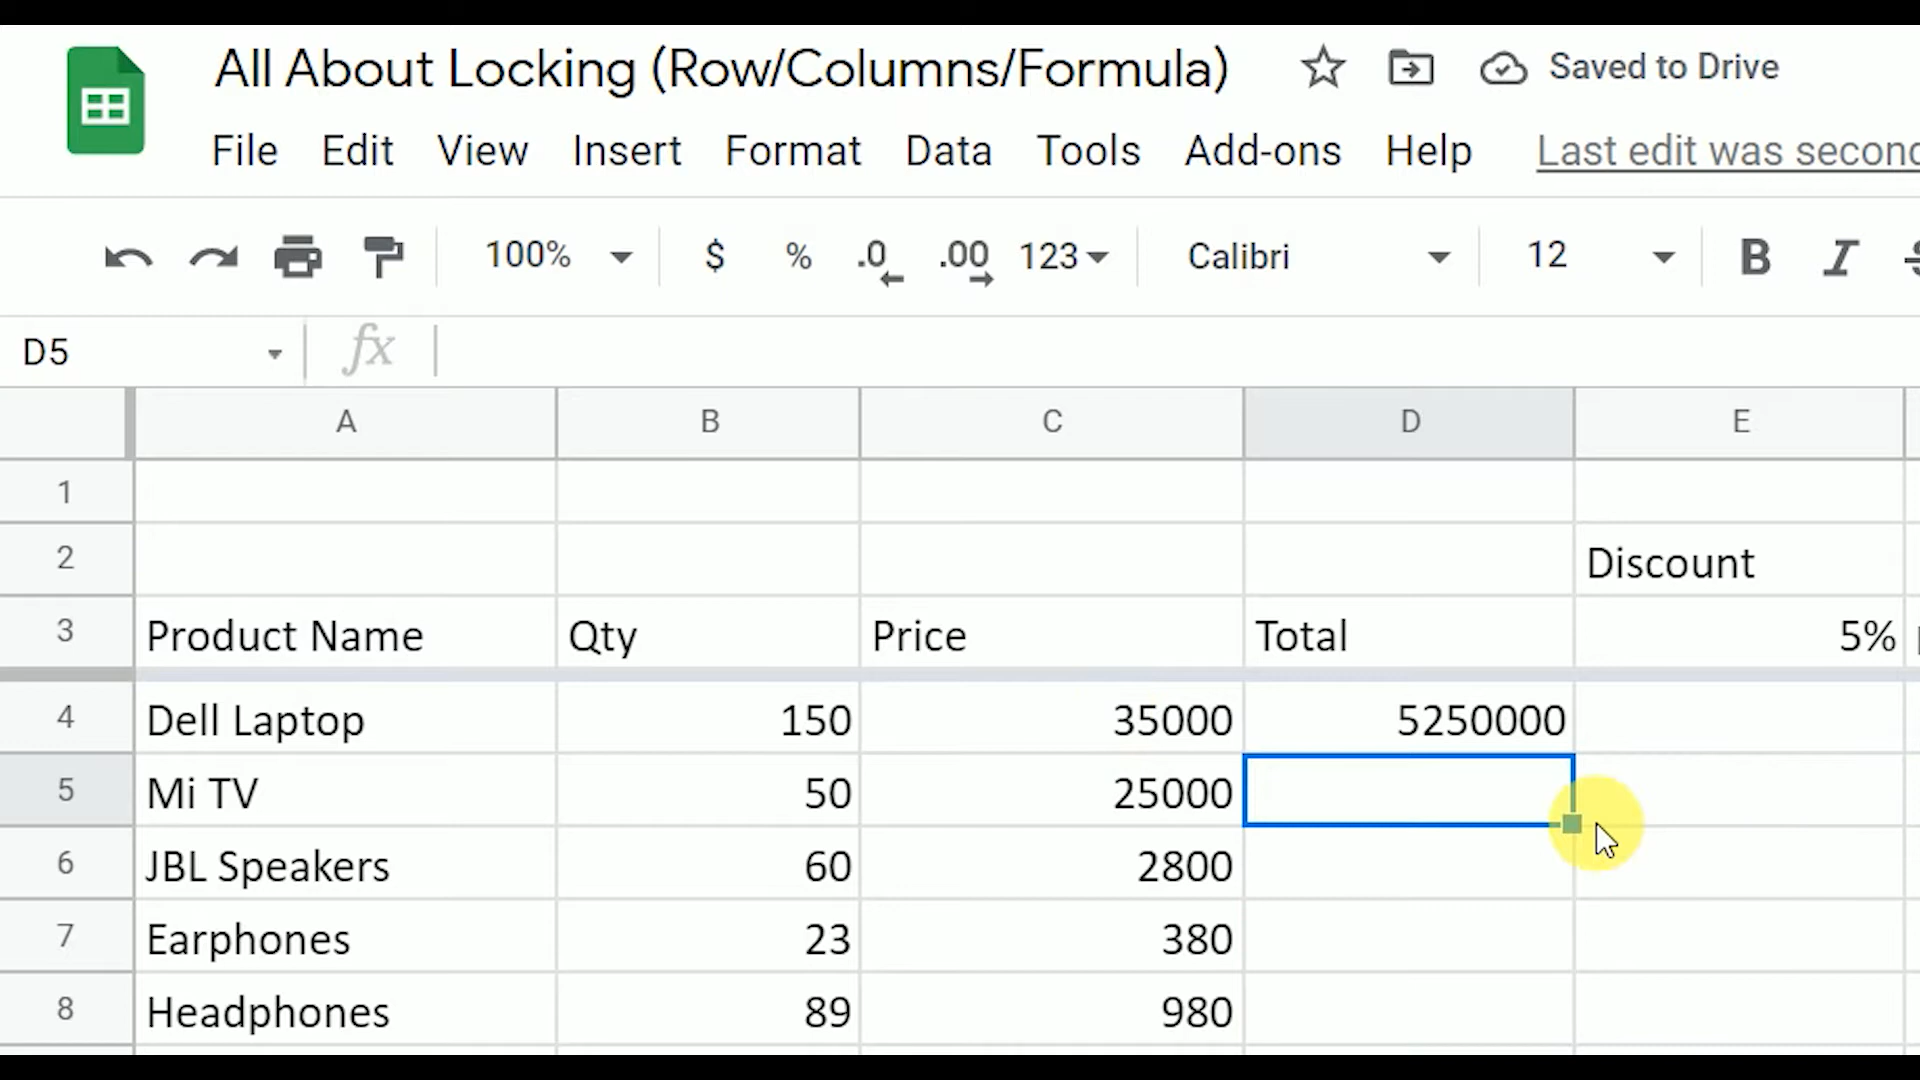 All About Locking (Row/Columns/Formula) Saved to Drive
File Edit View Insert Format Data Tools Add-ons Help Last edit was
100% $ % .0 .00 123 Calibri 12 B I
D5 fx
A B C D E
1
2 Discount
3 Product Name Qty Price Total 5%
4 Dell Laptop 150 35000 5250000
5 Mi TV 50 25000
6 JBL Speakers 60 2800
7 Earphones 23 380
8 Headphones 89 980